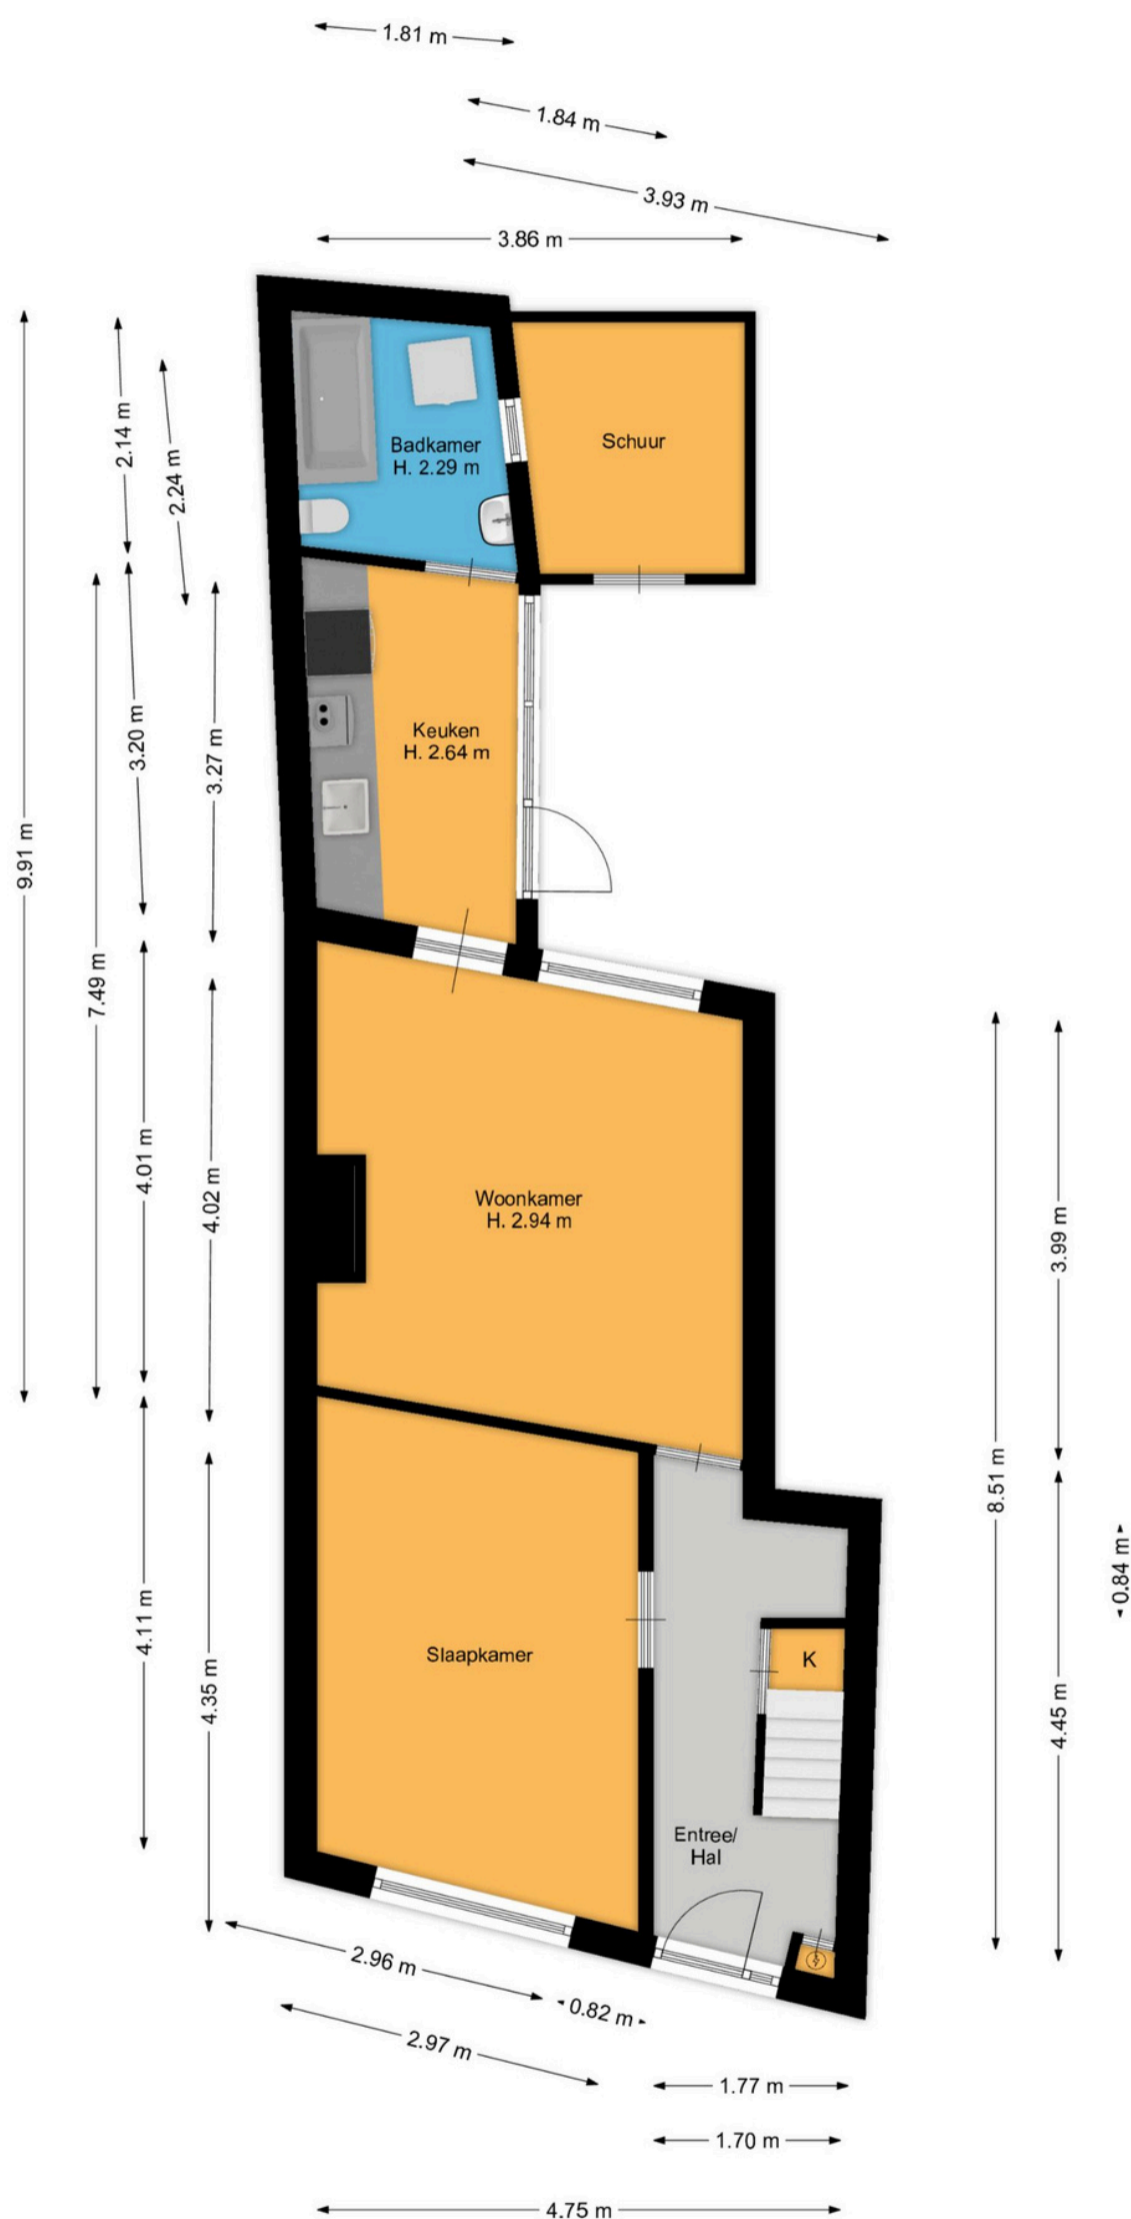 1.81 m
1.84 m
3.93 m
3.86 m
Badkamer
H. 2.29 m
Schuur
2.14 m
2.24 m
Keuken
H. 2.64 m
3.20 m
3.27 m
9.91 m
7.49 m
4.01 m
4.02 m
Woonkamer
H. 2.94 m
3.99 m
8.51 m
0.84 m
4.11 m
4.35 m
Slaapkamer
K
4.45 m
Entree/
Hal
2.96 m
0.82 m
2.97 m
1.77 m
1.70 m
4.75 m